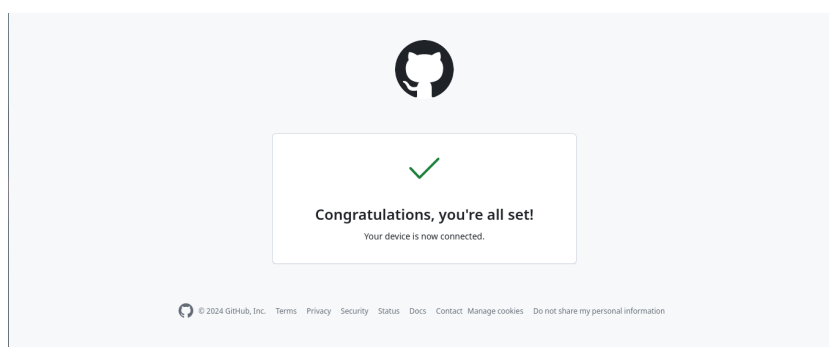 Congratulations, you're all set!
Your device is now connected.
© 2024 GitHub, Inc. Terms Privacy Security Status Docs Contact Manage cookies Do not share my personal information